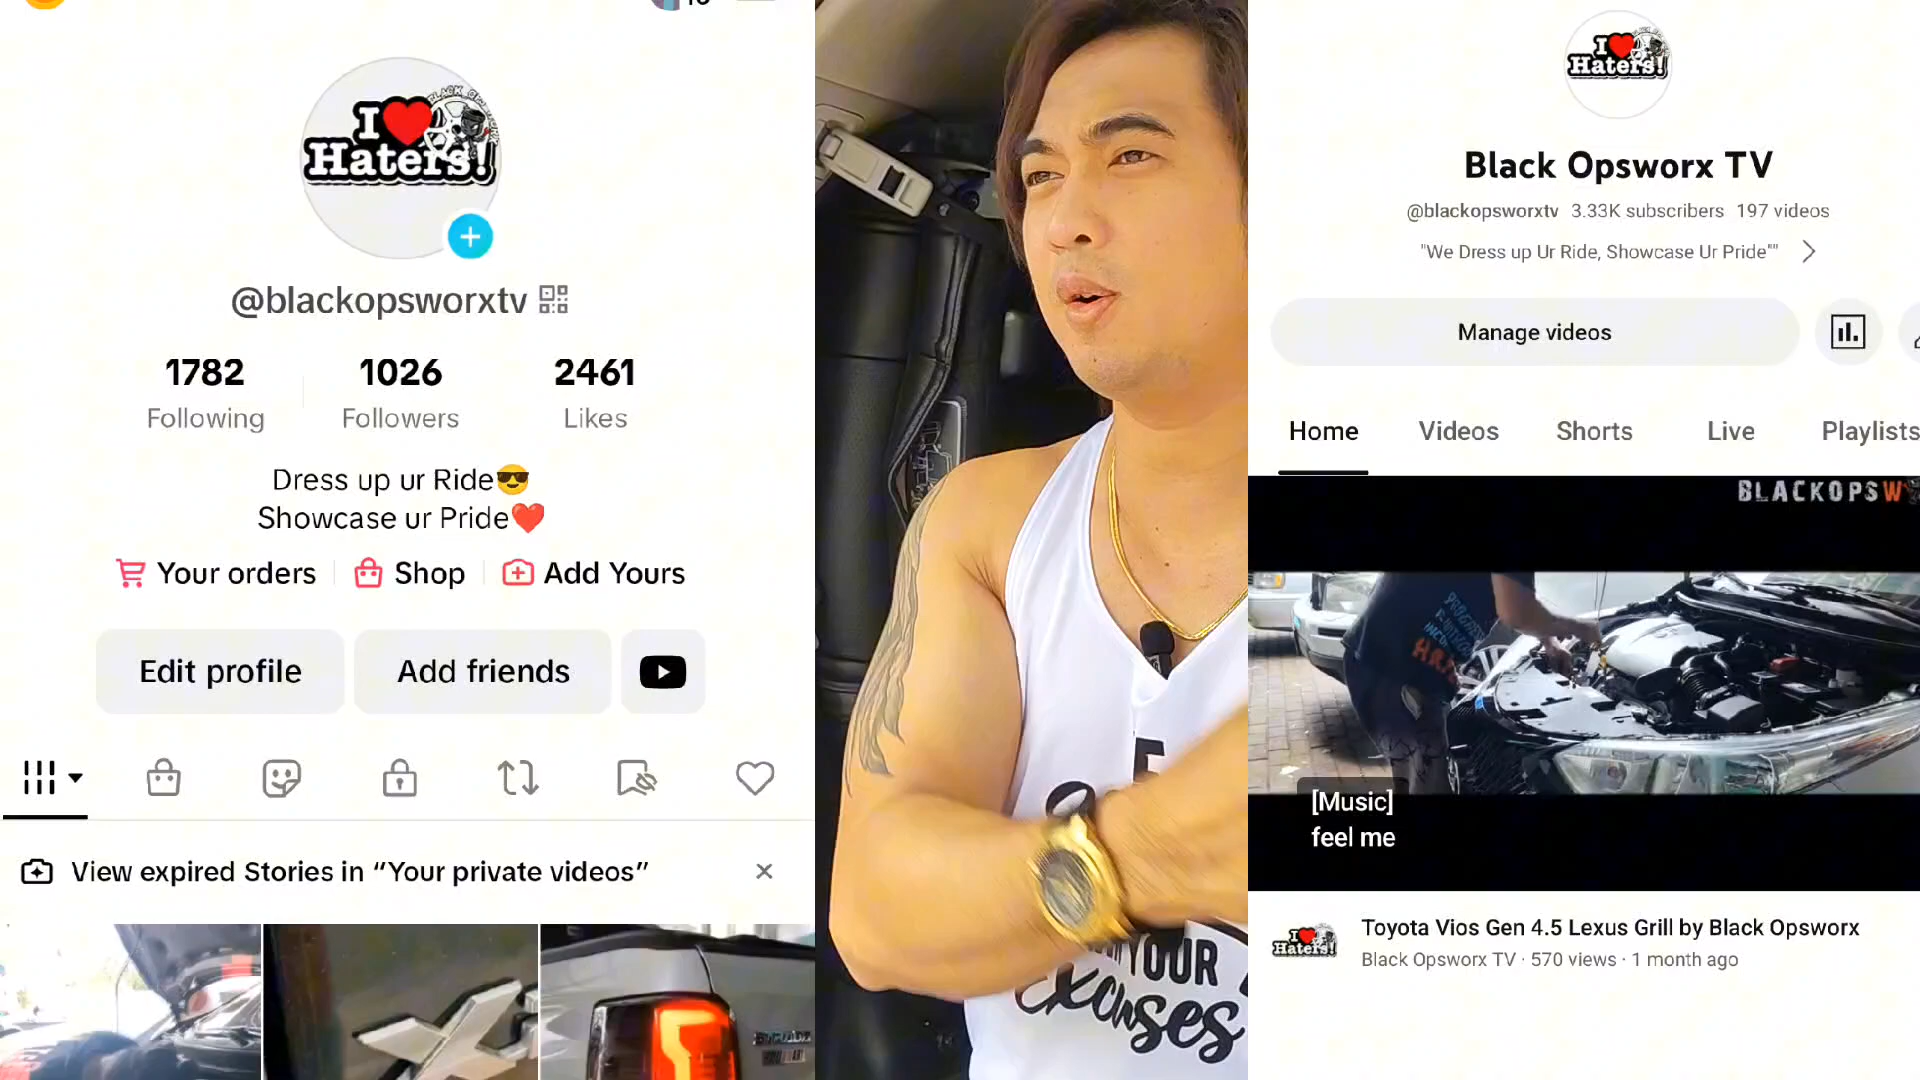 I
Haters!
@blackopsworxtv
1782 1026 2461
Following Followers Likes
Dress up ur Ride😎
Showcase ur Pride❤️
Your orders Shop Add Yours
Edit profile Add friends
View expired Stories in “Your private videos”
YOUR
Excuses
I
Haters!
Black Opsworx TV
@blackopsworxtv 3.33K subscribers 197 videos
"We Dress up Ur Ride, Showcase Ur Pride""
Manage videos
Home Videos Shorts Live Playlists
BLACKOPSW
[Music]
feel me
I
Haters!
Toyota Vios Gen 4.5 Lexus Grill by Black Opsworx
Black Opsworx TV · 570 views · 1 month ago